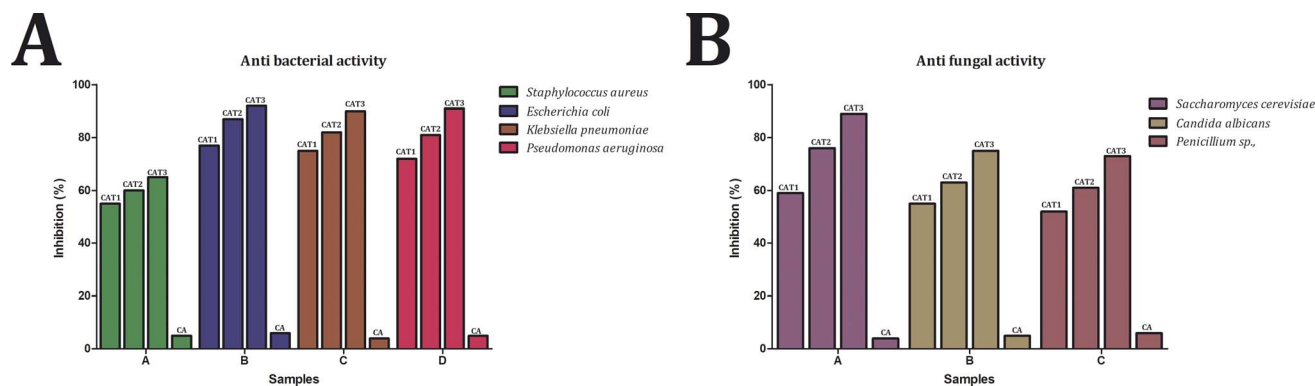 A
Anti bacterial activity
Inhibition (%)
100
80
60
40
20
0
CAT1 CAT2 CAT3 CA
CAT1 CAT2 CAT3 CA
CAT1 CAT2 CAT3 CA
CAT1 CAT2 CAT3 CA
A B C D
Samples
Staphylococcus aureus
Escherichia coli
Klebsiella pneumoniae
Pseudomonas aeruginosa
B
Anti fungal activity
Inhibition (%)
100
80
60
40
20
0
CAT1 CAT2 CAT3 CA
CAT1 CAT2 CAT3 CA
CAT1 CAT2 CAT3 CA
A B C
Samples
Saccharomyces cerevisiae
Candida albicans
Penicillium sp.,